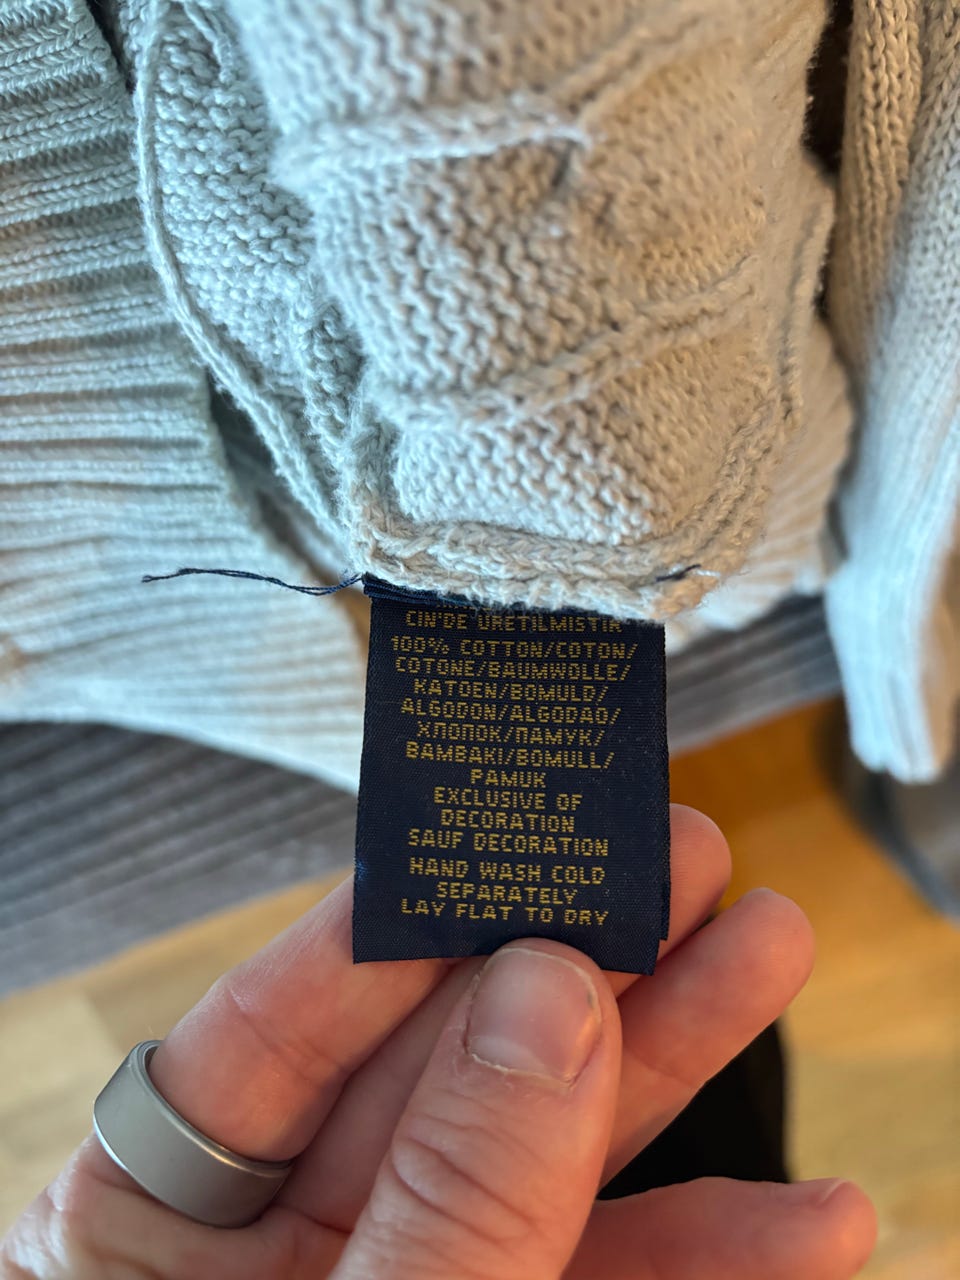 CIN'DE URETILMISTIR
100% COTTON/COTON/
COTONE/BAUMWOLLE/
KATOEN/BOMULD/
ALGODON/ALGODAO/
ХЛОПОК/ПАМУК/
BAMBAKI/BOMULL/
PAMUK
EXCLUSIVE OF
DECORATION
SAUF DECORATION
HAND WASH COLD
SEPARATELY
LAY FLAT TO DRY